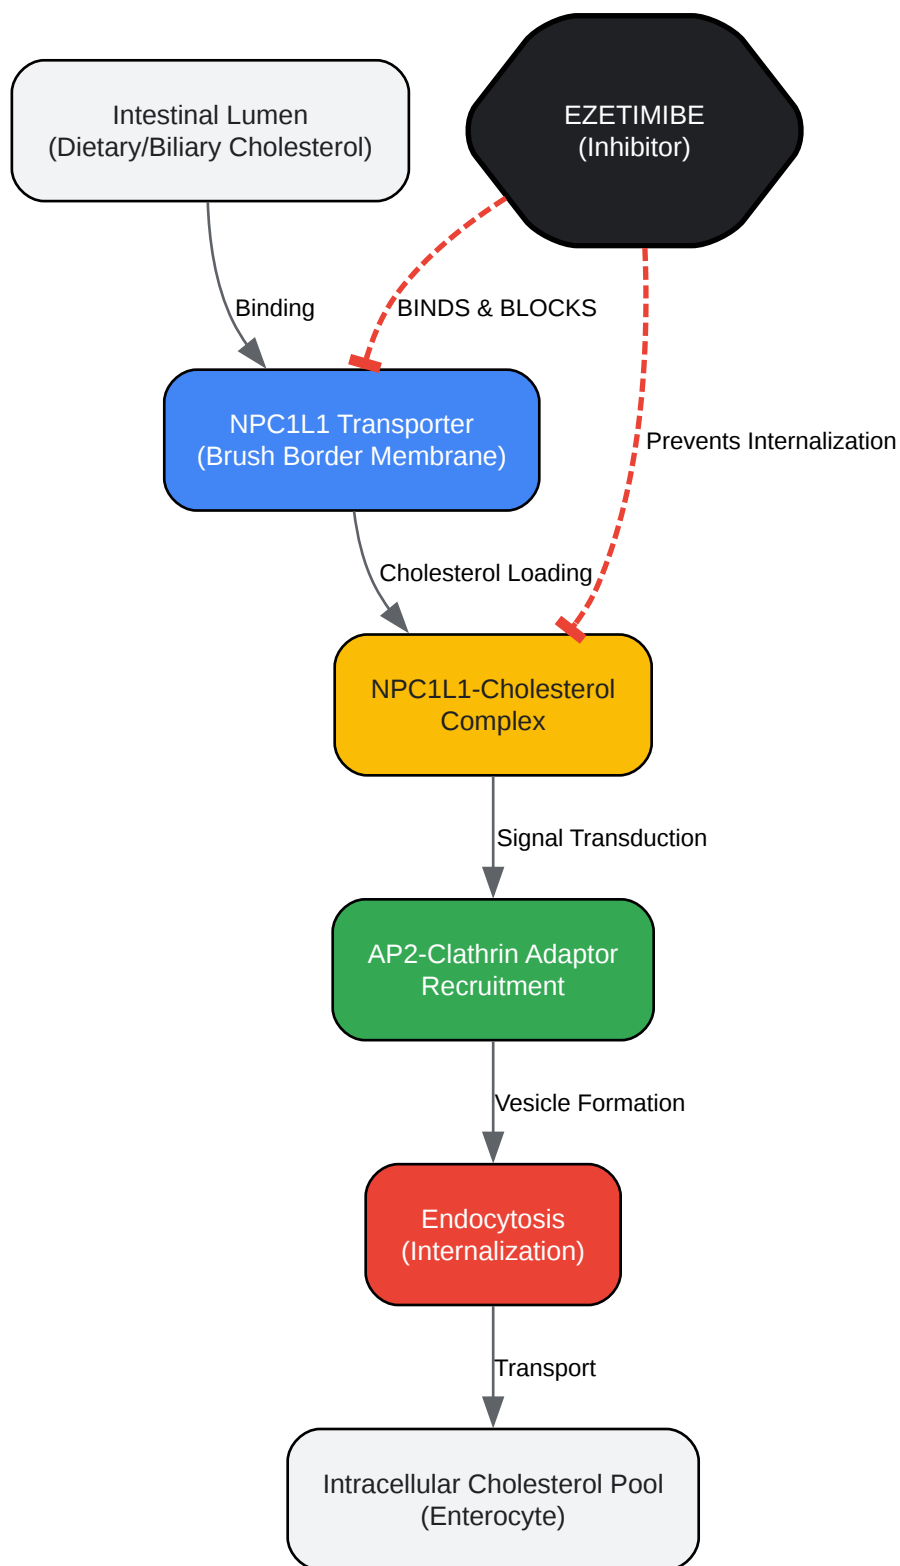 Intestinal Lumen
(Dietary/Biliary Cholesterol)
EZETIMIBE
(Inhibitor)
Binding
BINDS & BLOCKS
NPC1L1 Transporter
(Brush Border Membrane)
Prevents Internalization
Cholesterol Loading
NPC1L1-Cholesterol
Complex
Signal Transduction
AP2-Clathrin Adaptor
Recruitment
Vesicle Formation
Endocytosis
(Internalization)
Transport
Intracellular Cholesterol Pool
(Enterocyte)